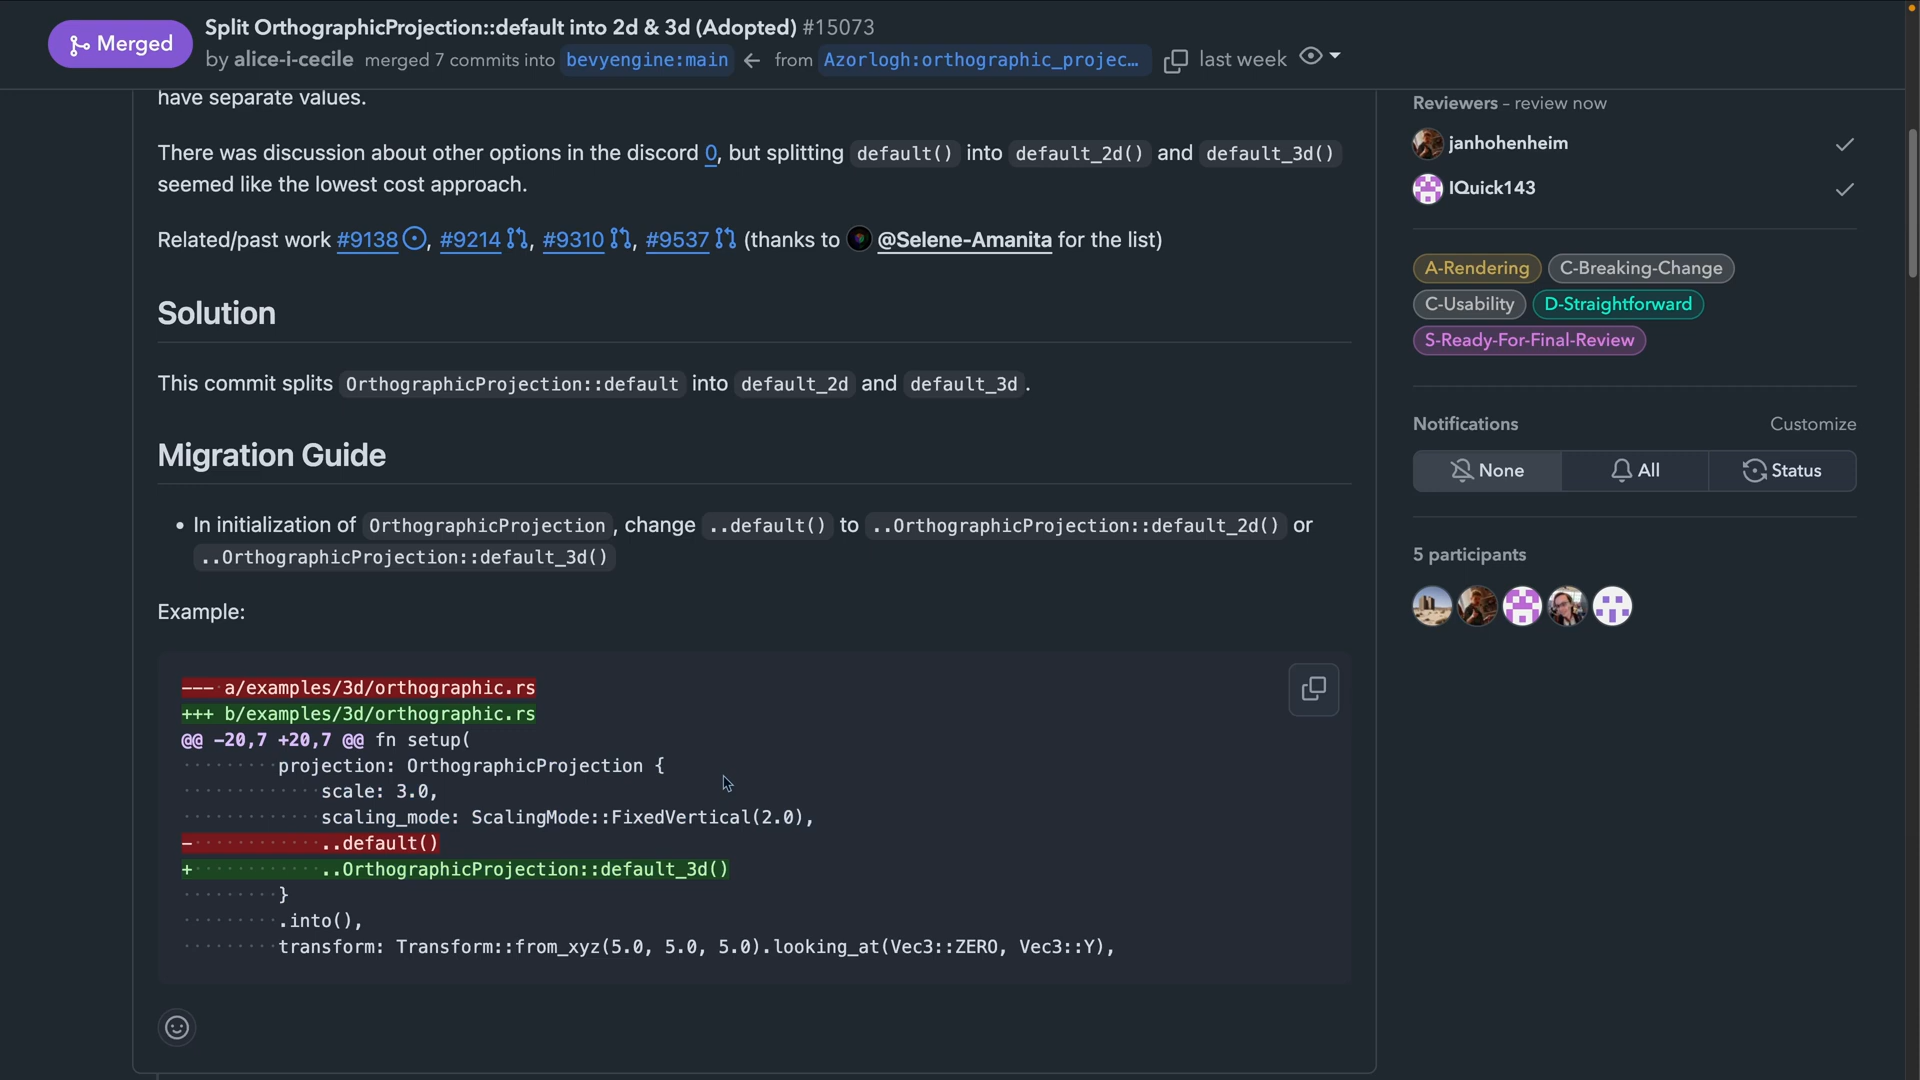 Merged
Split OrthographicProjection::default into 2d & 3d (Adopted) #15073
by alice-i-cecile merged 7 commits into bevyengine:main ← from Azorlogh:orthographic_projec… last week
have separate values.
There was discussion about other options in the discord 0, but splitting default() into default_2d() and default_3d()
seemed like the lowest cost approach.
Related/past work #9138, #9214, #9310, #9537 (thanks to @Selene-Amanita for the list)
Solution
This commit splits OrthographicProjection::default into default_2d and default_3d.
Migration Guide
• In initialization of OrthographicProjection, change ..default() to ..OrthographicProjection::default_2d() or
..OrthographicProjection::default_3d()
Example:
--- a/examples/3d/orthographic.rs
+++ b/examples/3d/orthographic.rs
@@ -20,7 +20,7 @@ fn setup(
projection: OrthographicProjection {
scale: 3.0,
scaling_mode: ScalingMode::FixedVertical(2.0),
- ..default()
+ ..OrthographicProjection::default_3d()
}
.into(),
transform: Transform::from_xyz(5.0, 5.0, 5.0).looking_at(Vec3::ZERO, Vec3::Y),
Reviewers – review now
janhohenheim
IQuick143
A-Rendering C-Breaking-Change
C-Usability D-Straightforward
S-Ready-For-Final-Review
Notifications Customize
None All Status
5 participants